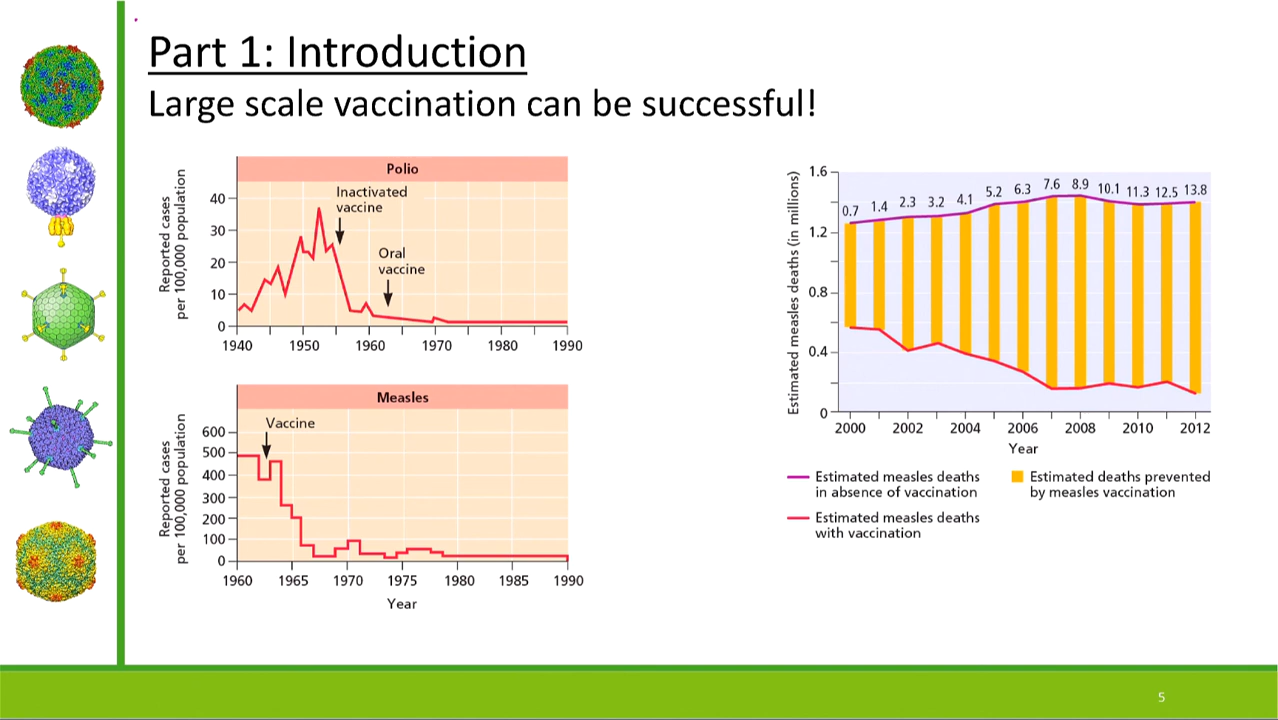 Part 1: Introduction
Large scale vaccination can be successful!
Polio
Reported cases
per 100,000 population
40
30
20
10
0
Inactivated
vaccine
Oral
vaccine
1940 1950 1960 1970 1980 1990
Measles
Reported cases
per 100,000 population
600
500
400
300
200
100
0
Vaccine
1960 1965 1970 1975 1980 1985 1990
Year
Estimated measles deaths (in millions)
1.6
1.2
0.8
0.4
0
0.7 1.4 2.3 3.2 4.1 5.2 6.3 7.6 8.9 10.1 11.3 12.5 13.8
2000 2002 2004 2006 2008 2010 2012
Year
Estimated measles deaths
in absence of vaccination
Estimated measles deaths
with vaccination
Estimated deaths prevented
by measles vaccination
5